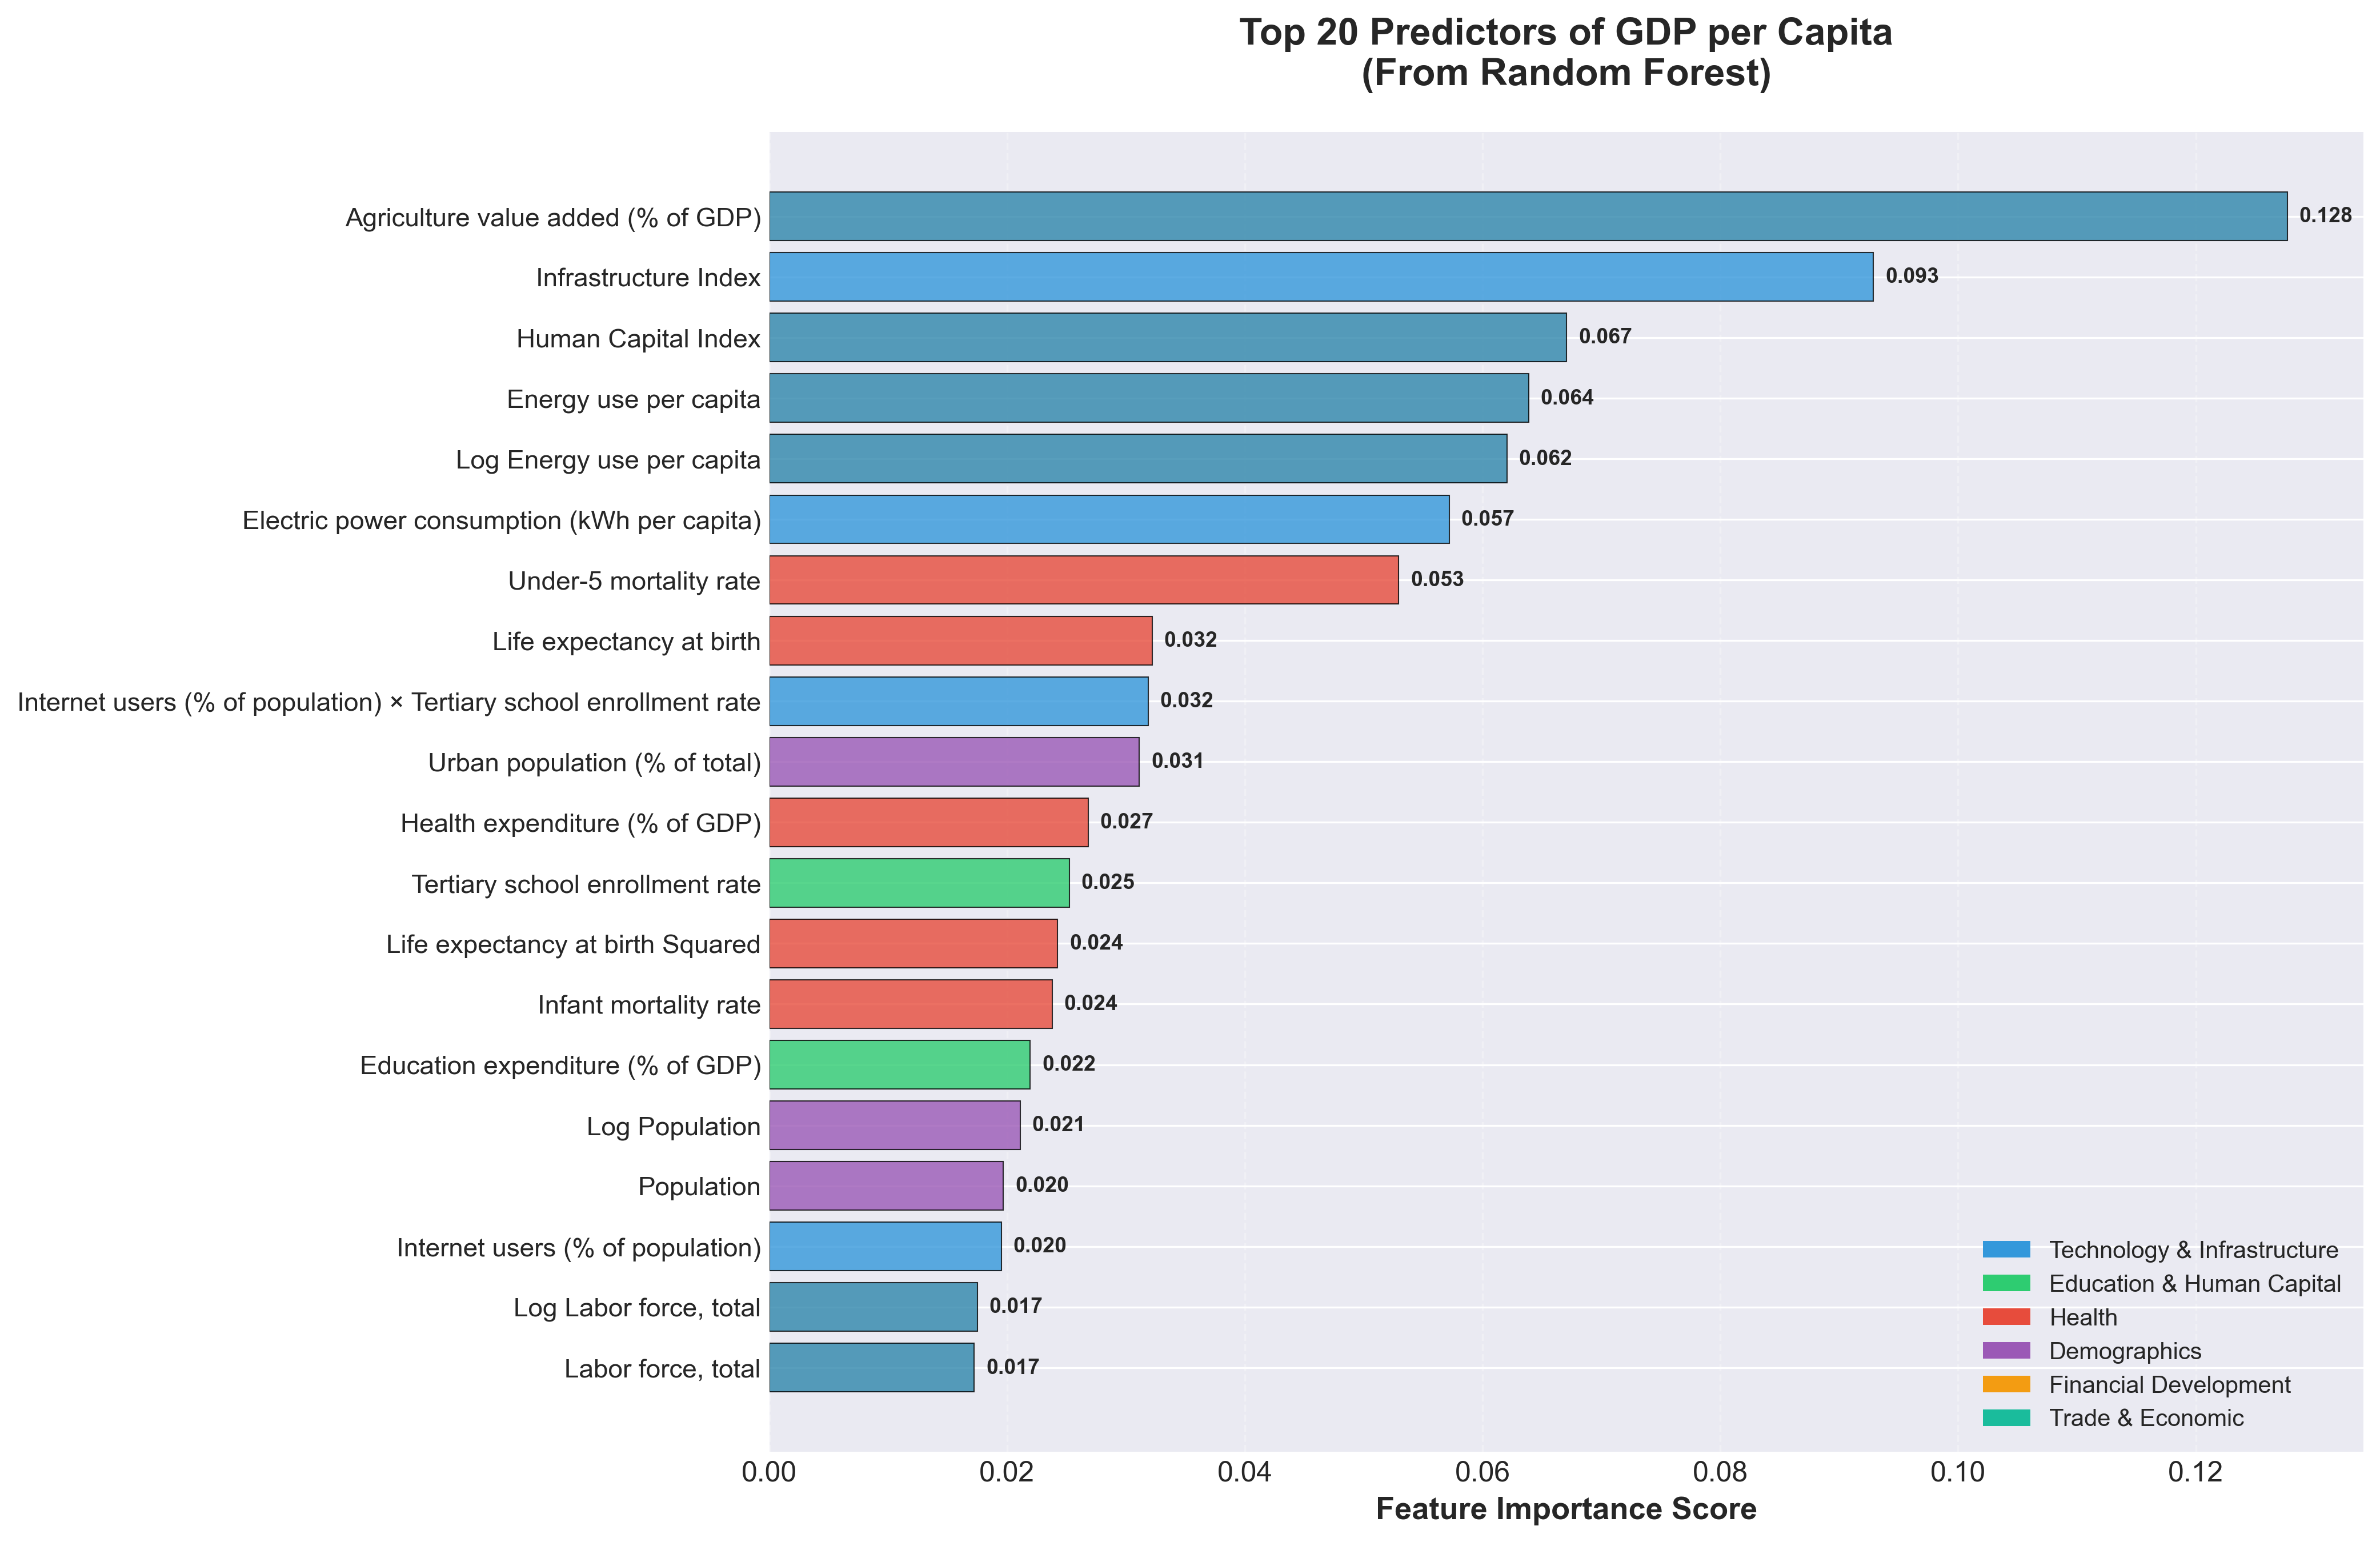 Top 20 Predictors of GDP per Capita
(From Random Forest)
Agriculture value added (% of GDP)
0.128
Infrastructure Index
0.093
Human Capital Index
0.067
Energy use per capita
0.064
Log Energy use per capita
0.062
Electric power consumption (kWh per capita)
0.057
Under-5 mortality rate
0.053
Life expectancy at birth
0.032
Internet users (% of population) × Tertiary school enrollment rate
0.032
Urban population (% of total)
0.031
Health expenditure (% of GDP)
0.027
Tertiary school enrollment rate
0.025
Life expectancy at birth Squared
0.024
Infant mortality rate
0.024
Education expenditure (% of GDP)
0.022
Log Population
0.021
Population
0.020
Internet users (% of population)
0.020
Log Labor force, total
0.017
Labor force, total
0.017
Technology & Infrastructure
Education & Human Capital
Health
Demographics
Financial Development
Trade & Economic
0.00 0.02 0.04 0.06 0.08 0.10 0.12
Feature Importance Score